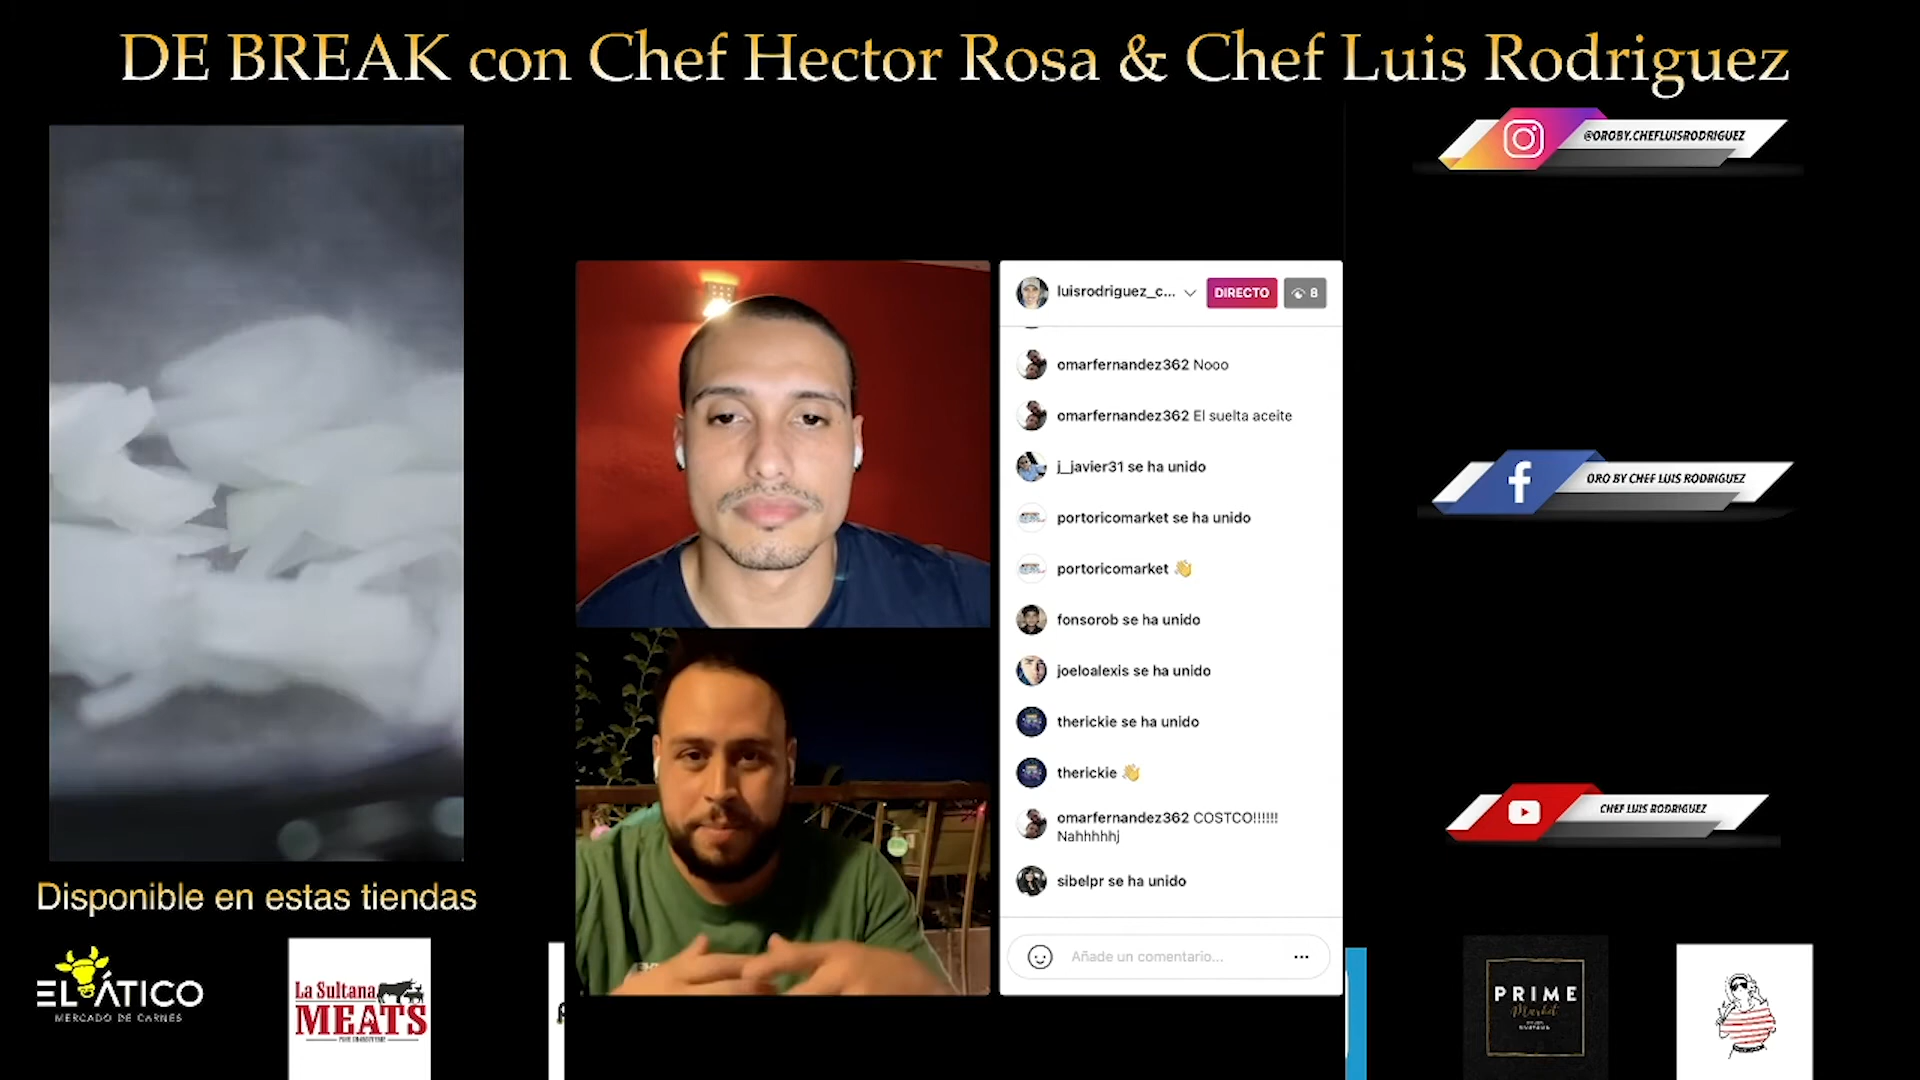 DE BREAK con Chef Hector Rosa & Chef Luis Rodriguez
@OROBY.CHEFLUISRODRIGUEZ
luisrodriguez_c...
DIRECTO
8
omarfernandez362 Nooo
omarfernandez362 El suelta aceite
j_javier31 se ha unido
portoricomarket se ha unido
portoricomarket 👋
fonsorob se ha unido
joeloalexis se ha unido
therickie se ha unido
therickie 👋
omarfernandez362 COSTCO!!!!!!
Nahhhhhj
sibelpr se ha unido
Añade un comentario...
ORO BY CHEF LUIS RODRIGUEZ
CHEF LUIS RODRIGUEZ
Disponible en estas tiendas
EL ÁTICO
MERCADO DE CARNES
La Sultana
MEATS
PRIME
Market